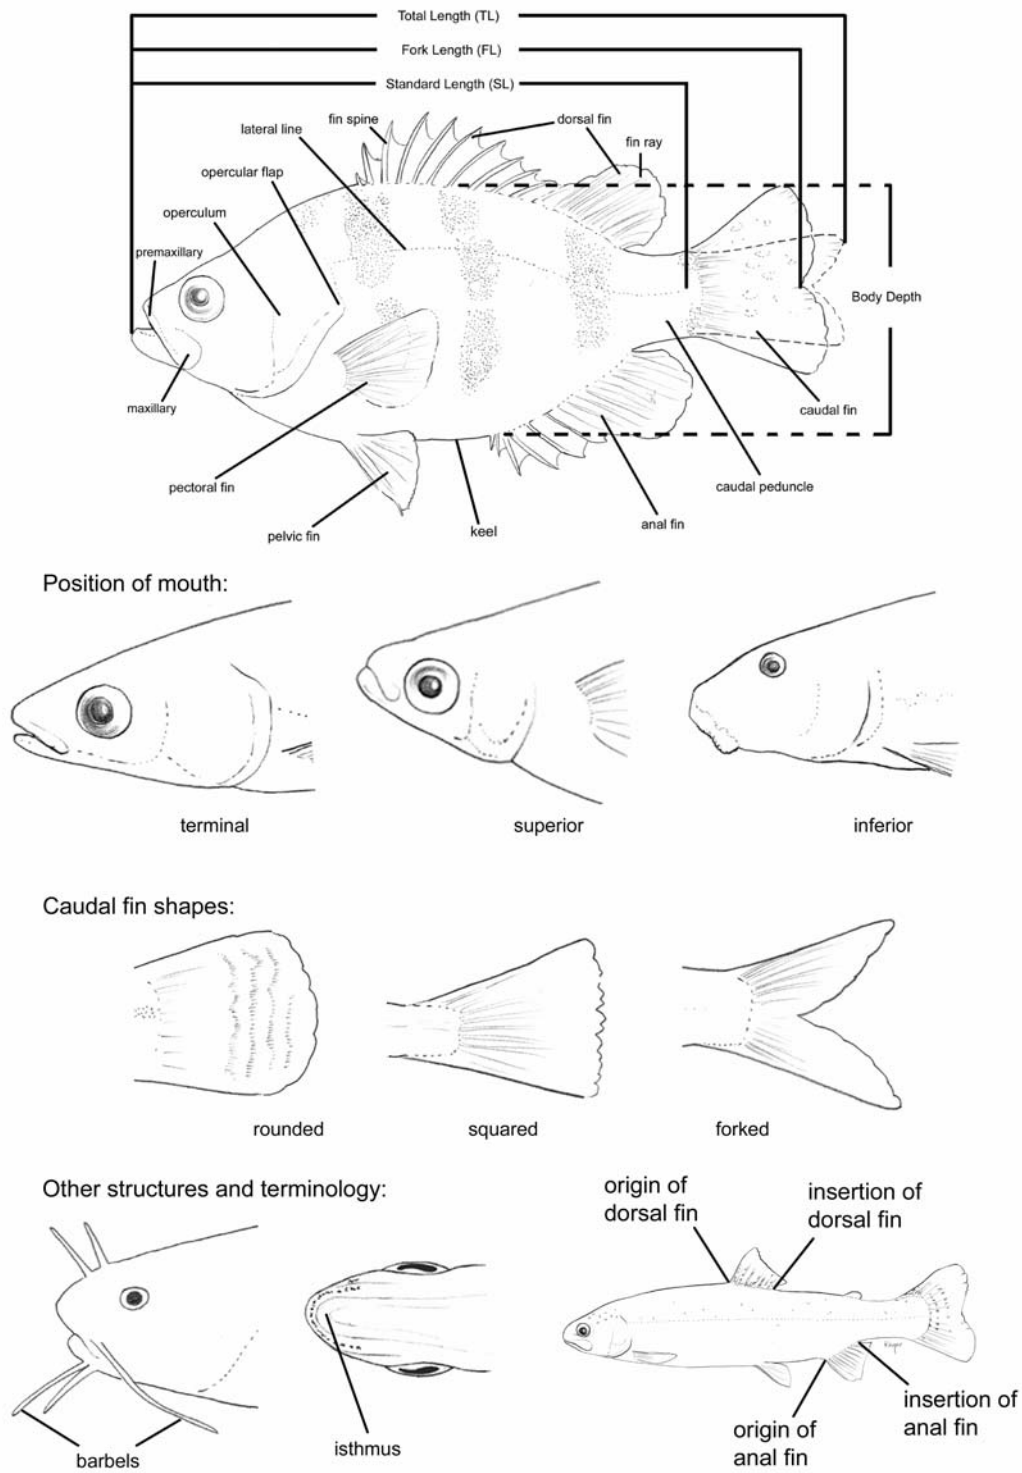 Total Length (TL)
Fork Length (FL)
Standard Length (SL)
fin spine
dorsal fin
lateral line
fin ray
opercular flap
operculum
premaxillary
Body Depth
maxillary
caudal fin
pectoral fin
caudal peduncle
pelvic fin
keel
anal fin
Position of mouth:
terminal
superior
inferior
Caudal fin shapes:
rounded
squared
forked
Other structures and terminology:
origin of
dorsal fin
insertion of
dorsal fin
barbels
isthmus
origin of
anal fin
insertion of
anal fin